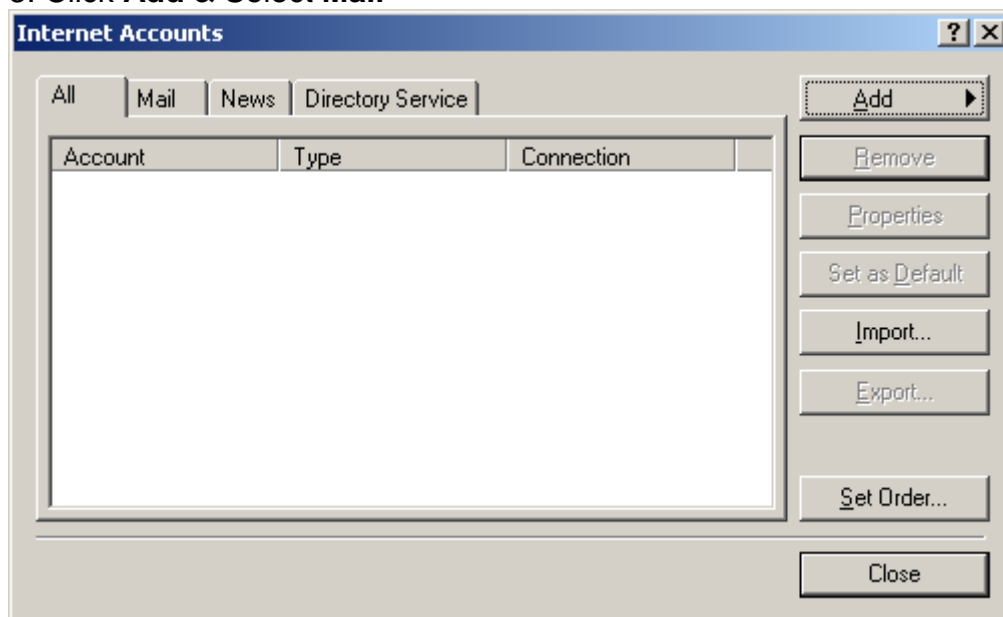 Click Add & Select Mail
Internet Accounts
All Mail News Directory Service
Add
Account Type Connection
Remove
Properties
Set as Default
Import...
Export...
Set Order...
Close